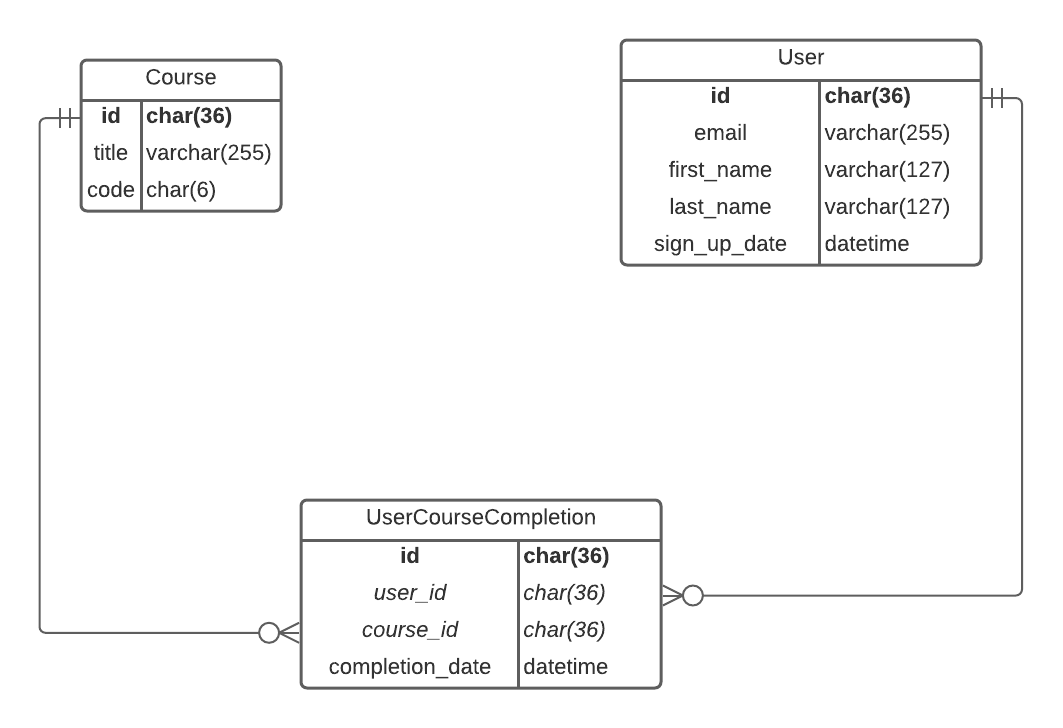 Course
id char(36)
title varchar(255)
code char(6)
User
id char(36)
email varchar(255)
first_name varchar(127)
last_name varchar(127)
sign_up_date datetime
UserCourseCompletion
id char(36)
user_id char(36)
course_id char(36)
completion_date datetime